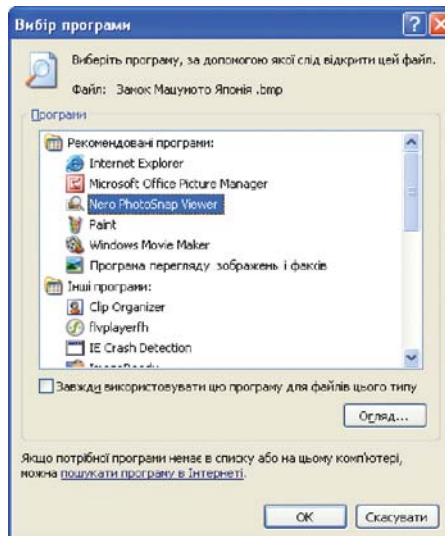 Вибір програми
Виберіть програму, за допомогою якої слід відкрити цей файл.
Файл: Замок Мацумото Японія .bmp
Програми
Рекомендовані програми:
Internet Explorer
Microsoft Office Picture Manager
Nero PhotoSnap Viewer
Paint
Windows Movie Maker
Програма перегляду зображень і факсів
Інші програми:
Clip Organizer
flvplayerfh
IE Crash Detection
ImageReady
Завжди використовувати цю програму для файлів цього типу
Огляд...
Якщо потрібної програми немає в списку або на цьому комп'ютері,
можна пошукати програму в Інтернеті.
ОК Скасувати